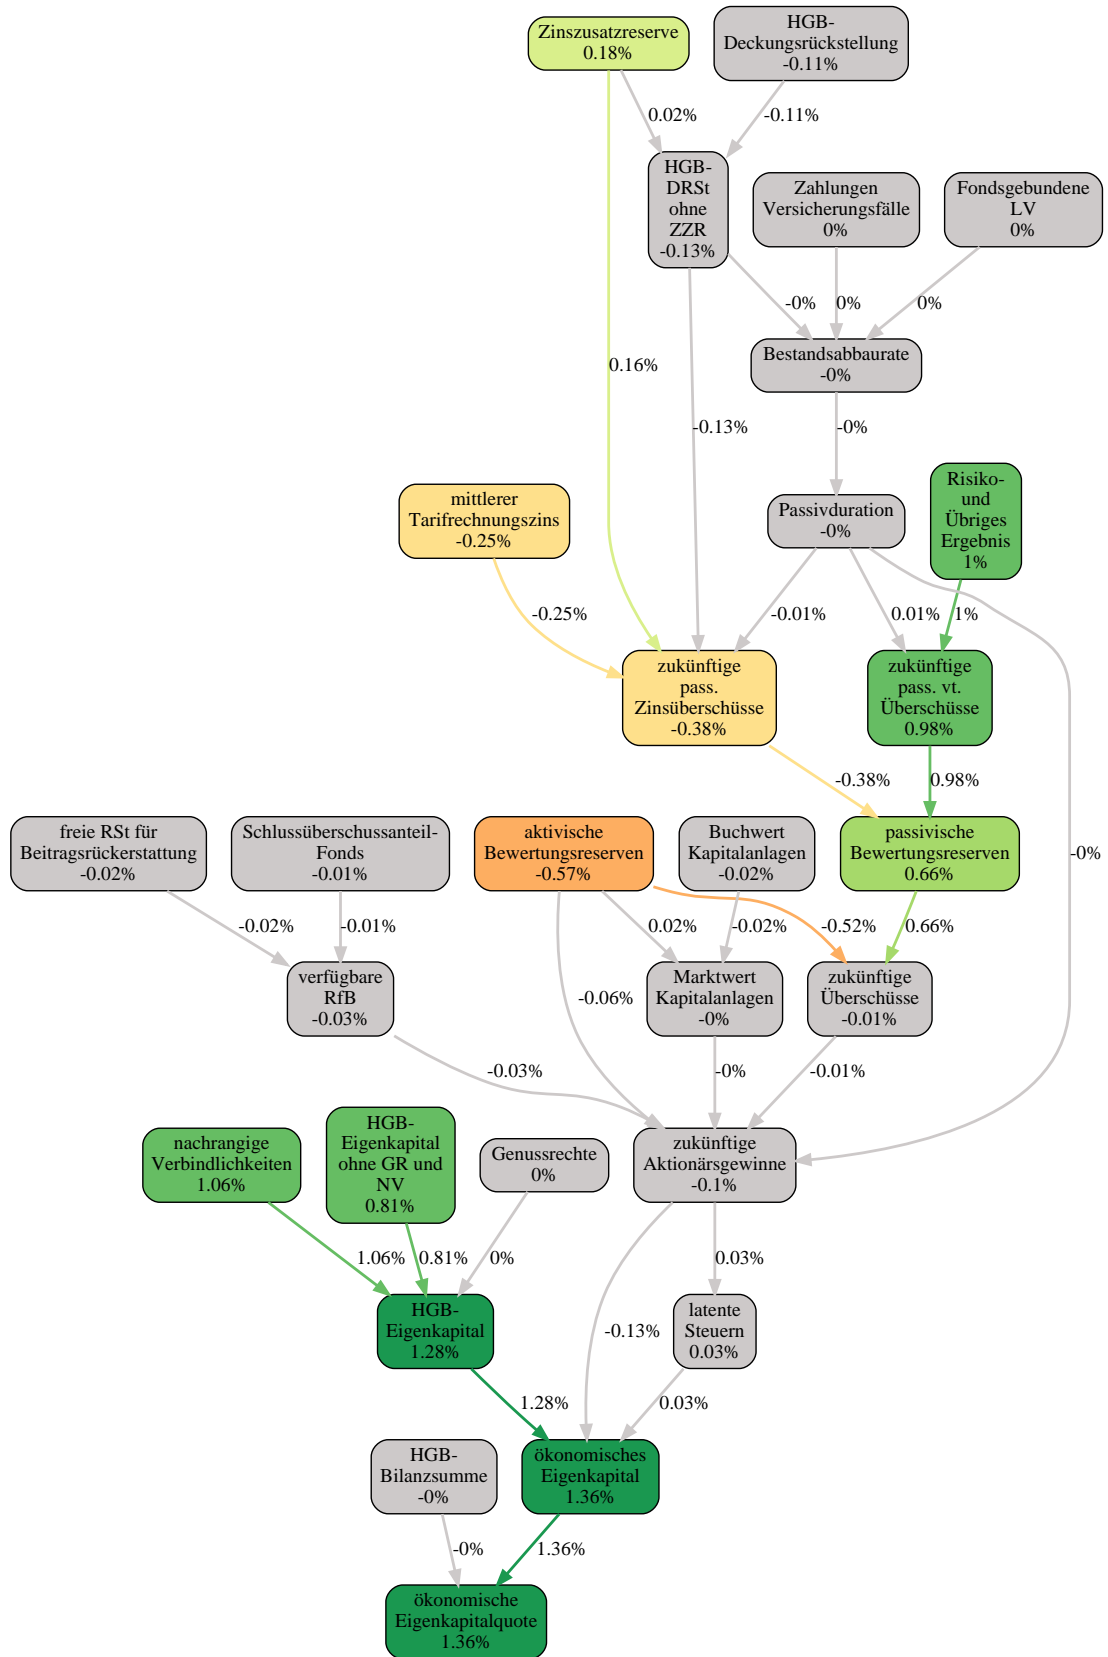 Zinszusatzreserve
0.18%
HGB-
Deckungsrückstellung
-0.11%
0.02%
-0.11%
HGB-
DRSt
ohne
ZZR
-0.13%
Zahlungen
Versicherungsfälle
0%
Fondsgebundene
LV
0%
-0%
0%
0%
Bestandsabbaurate
-0%
0.16%
-0.13%
-0%
mittlerer
Tarifrechnungszins
-0.25%
Passivduration
-0%
Risiko-
und
Übriges
Ergebnis
1%
-0.25%
-0.01%
0.01%
1%
zukünftige
pass.
Zinsüberschüsse
-0.38%
zukünftige
pass. vt.
Überschüsse
0.98%
-0.38%
0.98%
freie RSt für
Beitragsrückerstattung
-0.02%
Schlussüberschussanteil-
Fonds
-0.01%
aktivische
Bewertungsreserven
-0.57%
Buchwert
Kapitalanlagen
-0.02%
passivische
Bewertungsreserven
0.66%
-0%
-0.02%
-0.01%
0.02%
-0.02%
-0.52%
0.66%
verfügbare
RfB
-0.03%
-0.06%
Marktwert
Kapitalanlagen
-0%
zukünftige
Überschüsse
-0.01%
-0.03%
-0%
-0.01%
nachrangige
Verbindlichkeiten
1.06%
HGB-
Eigenkapital
ohne GR und
NV
0.81%
Genussrechte
0%
zukünftige
Aktionärsgewinne
-0.1%
1.06%
0.81%
0%
0.03%
HGB-
Eigenkapital
1.28%
-0.13%
latente
Steuern
0.03%
1.28%
0.03%
HGB-
Bilanzsumme
-0%
ökonomisches
Eigenkapital
1.36%
-0%
1.36%
ökonomische
Eigenkapitalquote
1.36%